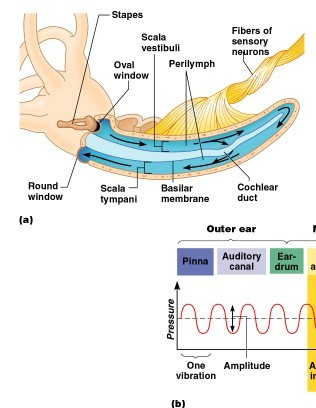 Stapes
Scala
vestibuli
Fibers of
sensory
neurons
Oval
window
Perilymph
Round
window
Scala
tympani
Basilar
membrane
Cochlear
duct
(a)
Outer ear
Pinna
Auditory
canal
Ear-
drum
Pressure
One
vibration
Amplitude
(b)